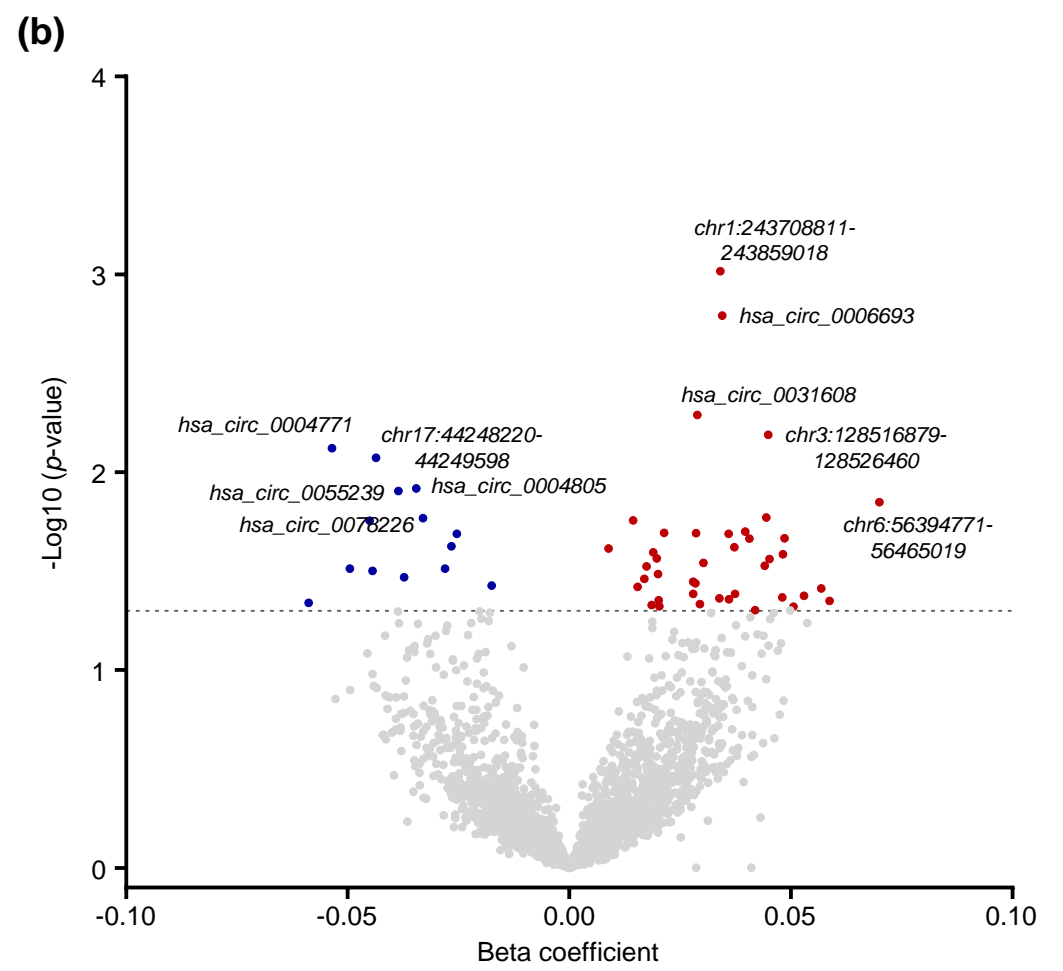 (b)
4
chr1:243708811-
243859018
3
hsa_circ_0006693
hsa_circ_0031608
hsa_circ_0004771
chr17:44248220-
44249598
chr3:128516879-
128526460
2
hsa_circ_0055239
hsa_circ_0004805
hsa_circ_0078226
chr6:56394771-
56465019
-Log10 (p-value)
1
0
-0.10
-0.05
0.00
0.05
0.10
Beta coefficient